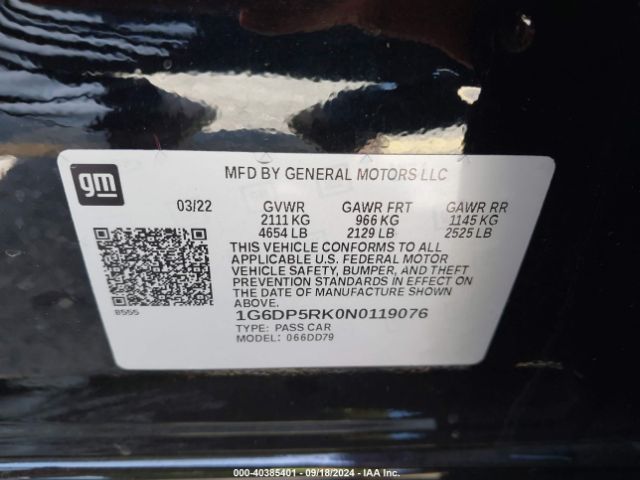 gm
MFD BY GENERAL MOTORS LLC
03/22 GVWR GAWR FRT GAWR RR
2111 KG 966 KG 1145 KG
4654 LB 2129 LB 2525 LB
THIS VEHICLE CONFORMS TO ALL
APPLICABLE U.S. FEDERAL MOTOR
VEHICLE SAFETY, BUMPER, AND THEFT
PREVENTION STANDARDS IN EFFECT ON
THE DATE OF MANUFACTURE SHOWN
ABOVE.
8555
1G6DP5RK0N0119076
TYPE: PASS CAR
MODEL: 066DD79
000-40385401 - 09/18/2024 - IAA Inc.